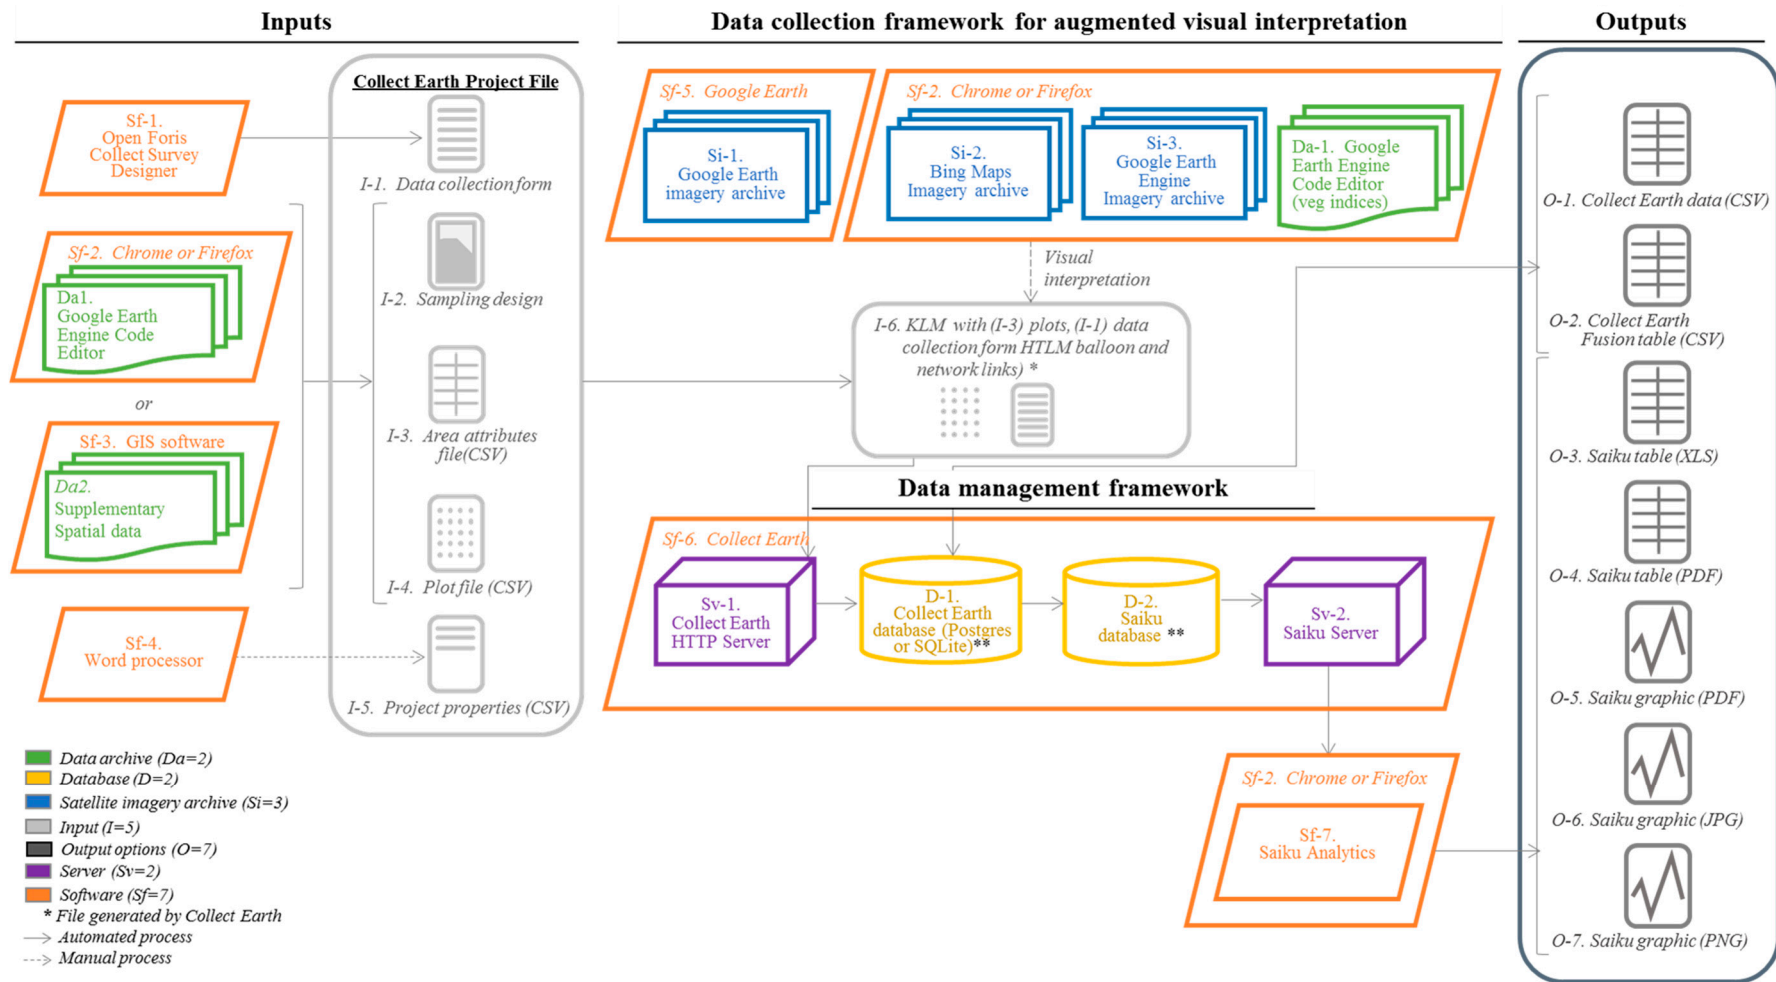 Inputs
Data collection framework for augmented visual interpretation
Outputs
Collect Earth Project File
Sf-1.
Open Foris
Collect Survey
Designer
I-1. Data collection form
Sf-2. Chrome or Firefox
Da1.
Google Earth
Engine Code
Editor
or
Sf-3. GIS software
Da2.
Supplementary
Spatial data
Sf-4.
Word processor
I-2. Sampling design
I-3. Area attributes
file(CSV)
I-4. Plot file (CSV)
I-5. Project properties (CSV)
Sf-5. Google Earth
Si-1.
Google Earth
imagery archive
Sf-2. Chrome or Firefox
Si-2.
Bing Maps
Imagery archive
Si-3.
Google Earth
Engine
Imagery archive
Da-1. Google
Earth Engine
Code Editor
(veg indices)
Visual
interpretation
I-6. KLM with (I-3) plots, (I-1) data
collection form HTLM balloon and
network links) *
Data management framework
Sf-6. Collect Earth
Sv-1.
Collect Earth
HTTP Server
D-1.
Collect Earth
database (Postgres
or SQLite)**
D-2.
Saiku
database **
Sv-2.
Saiku Server
Sf-2. Chrome or Firefox
Sf-7.
Saiku Analytics
O-1. Collect Earth data (CSV)
O-2. Collect Earth
Fusion table (CSV)
O-3. Saiku table (XLS)
O-4. Saiku table (PDF)
O-5. Saiku graphic (PDF)
O-6. Saiku graphic (JPG)
O-7. Saiku graphic (PNG)
Data archive (Da=2)
Database (D=2)
Satellite imagery archive (Si=3)
Input (I=5)
Output options (O=7)
Server (Sv=2)
Software (Sf=7)
* File generated by Collect Earth
Automated process
Manual process